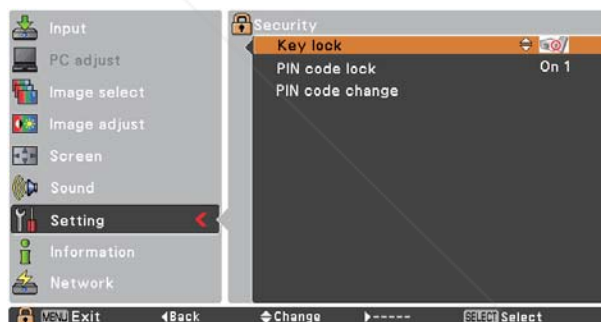 Input
PC adjust
Image select
Image adjust
Screen
Sound
Setting
Information
Network
Security
Key lock
PIN code lock On 1
PIN code change
MENU Exit Back Change ----- SELECT Select